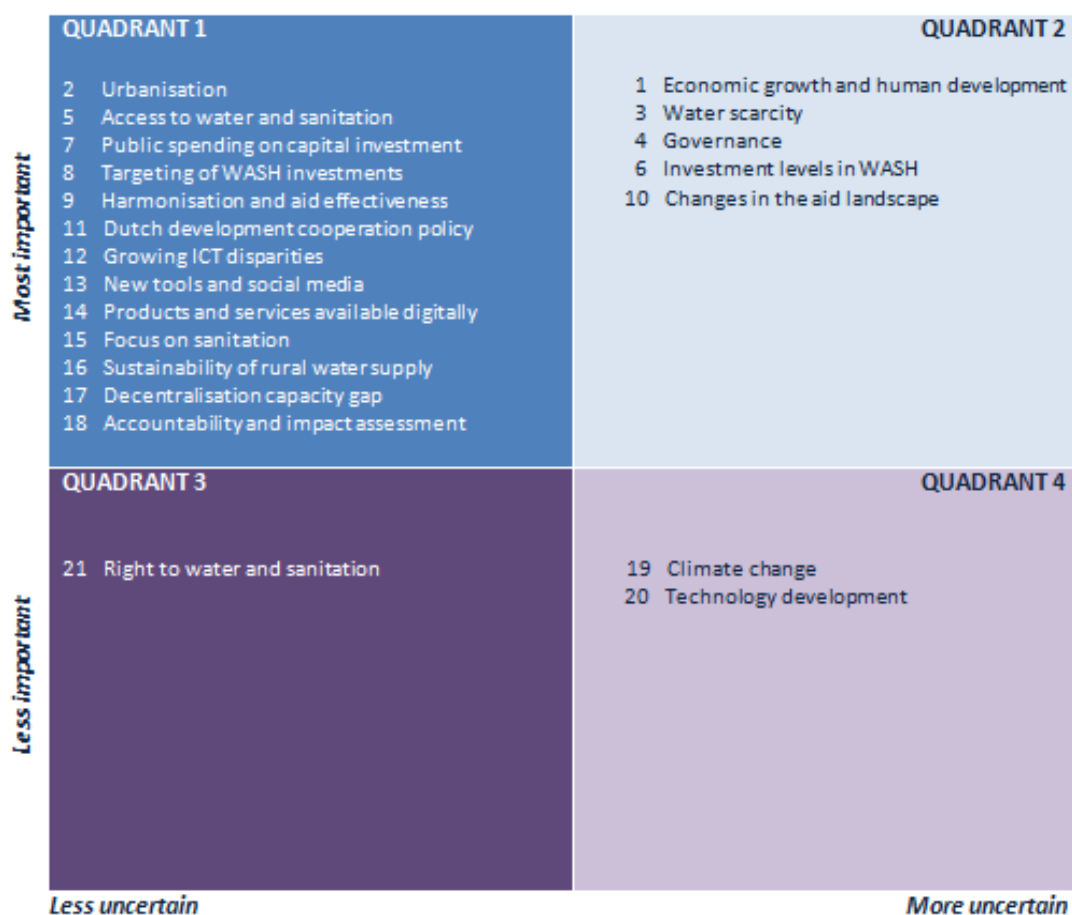 QUADRANT 1
2 Urbanisation
5 Access to water and sanitation
7 Public spending on capital investment
8 Targeting of WASH investments
9 Harmonisation and aid effectiveness
11 Dutch development cooperation policy
12 Growing ICT disparities
13 New tools and social media
14 Products and services available digitally
15 Focus on sanitation
16 Sustainability of rural water supply
17 Decentralisation capacity gap
18 Accountability and impact assessment
QUADRANT 2
1 Economic growth and human development
3 Water scarcity
4 Governance
6 Investment levels in WASH
10 Changes in the aid landscape
Most important
QUADRANT 3
21 Right to water and sanitation
QUADRANT 4
19 Climate change
20 Technology development
Less important
Less uncertain
More uncertain